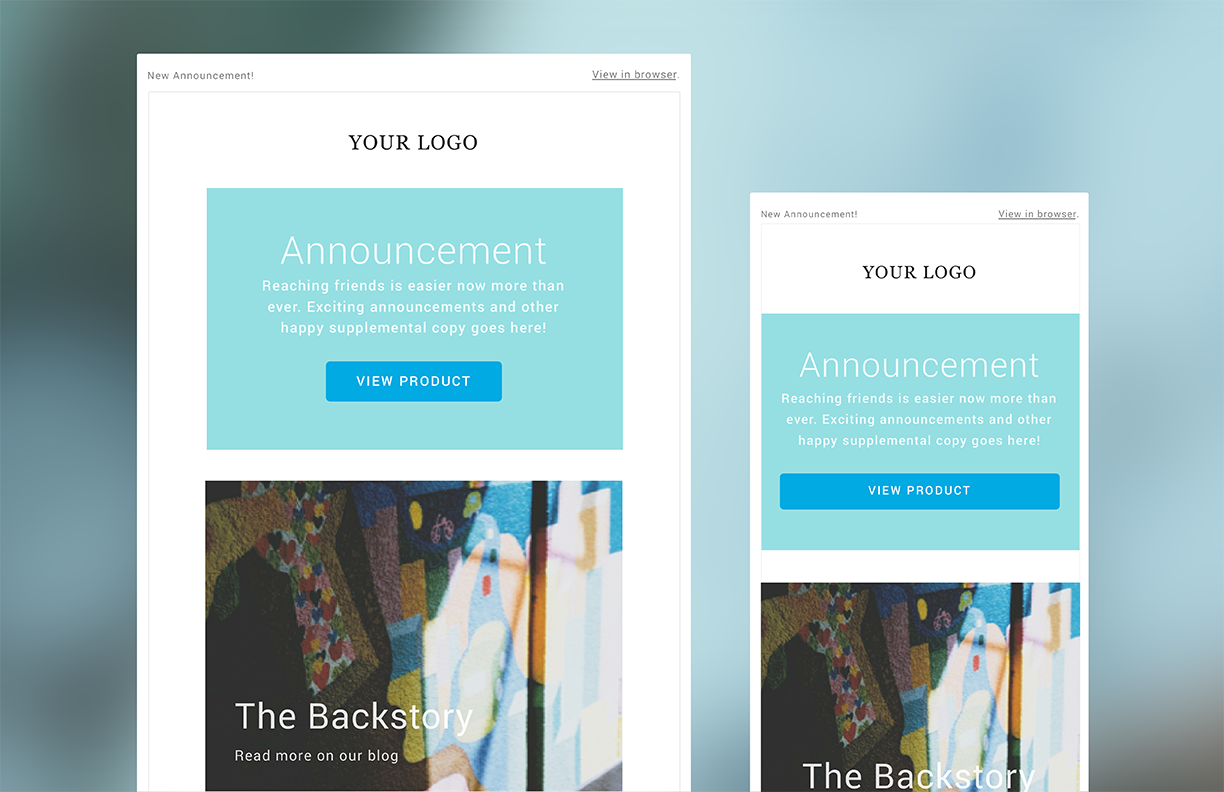 New Announcement!
View in browser.
YOUR LOGO
Announcement
Reaching friends is easier now more than
ever. Exciting announcements and other
happy supplemental copy goes here!
VIEW PRODUCT
The Backstory
Read more on our blog
New Announcement!
View in browser.
YOUR LOGO
Announcement
Reaching friends is easier now more than
ever. Exciting announcements and other
happy supplemental copy goes here!
VIEW PRODUCT
The Backstory